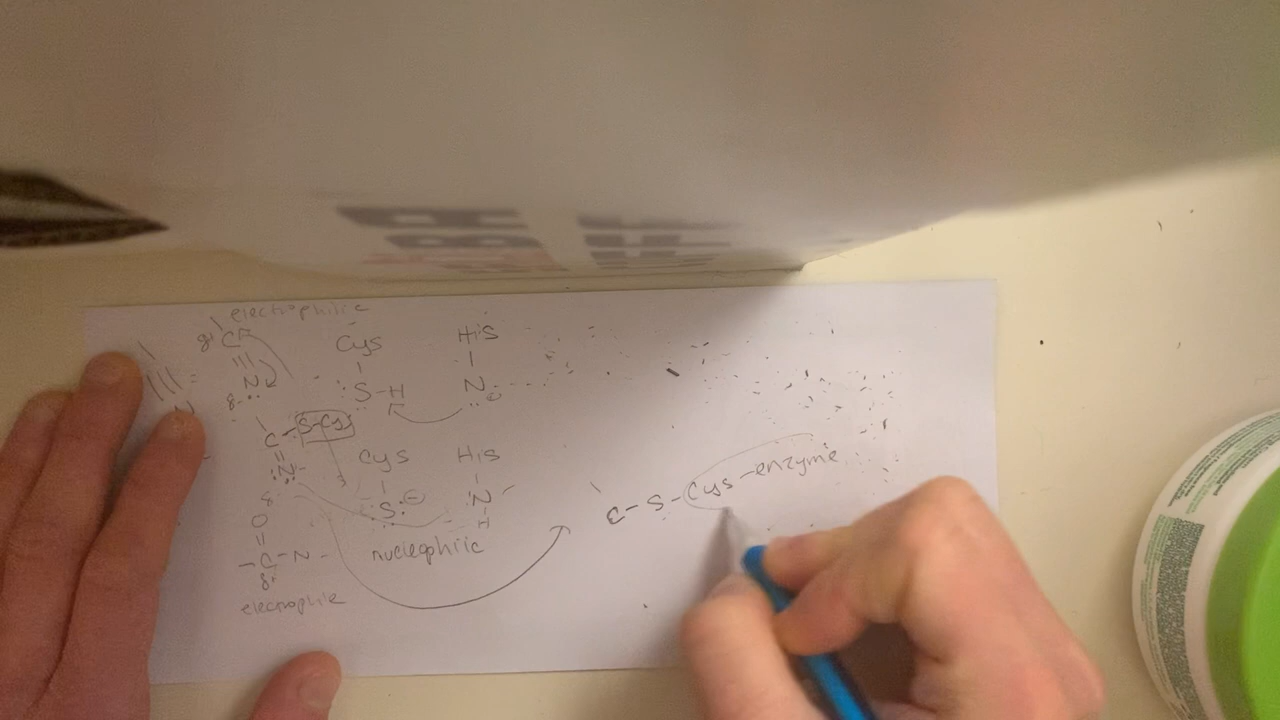 electrophilic
δ+ C
Cys
His
|||
N
δ-
S-H
N:
C-S-Cys
N
Cys
His
S:⊖
N
H
O
-C-N-
δ+
nucleophilic
electrophile
C-S-Cys-enzyme